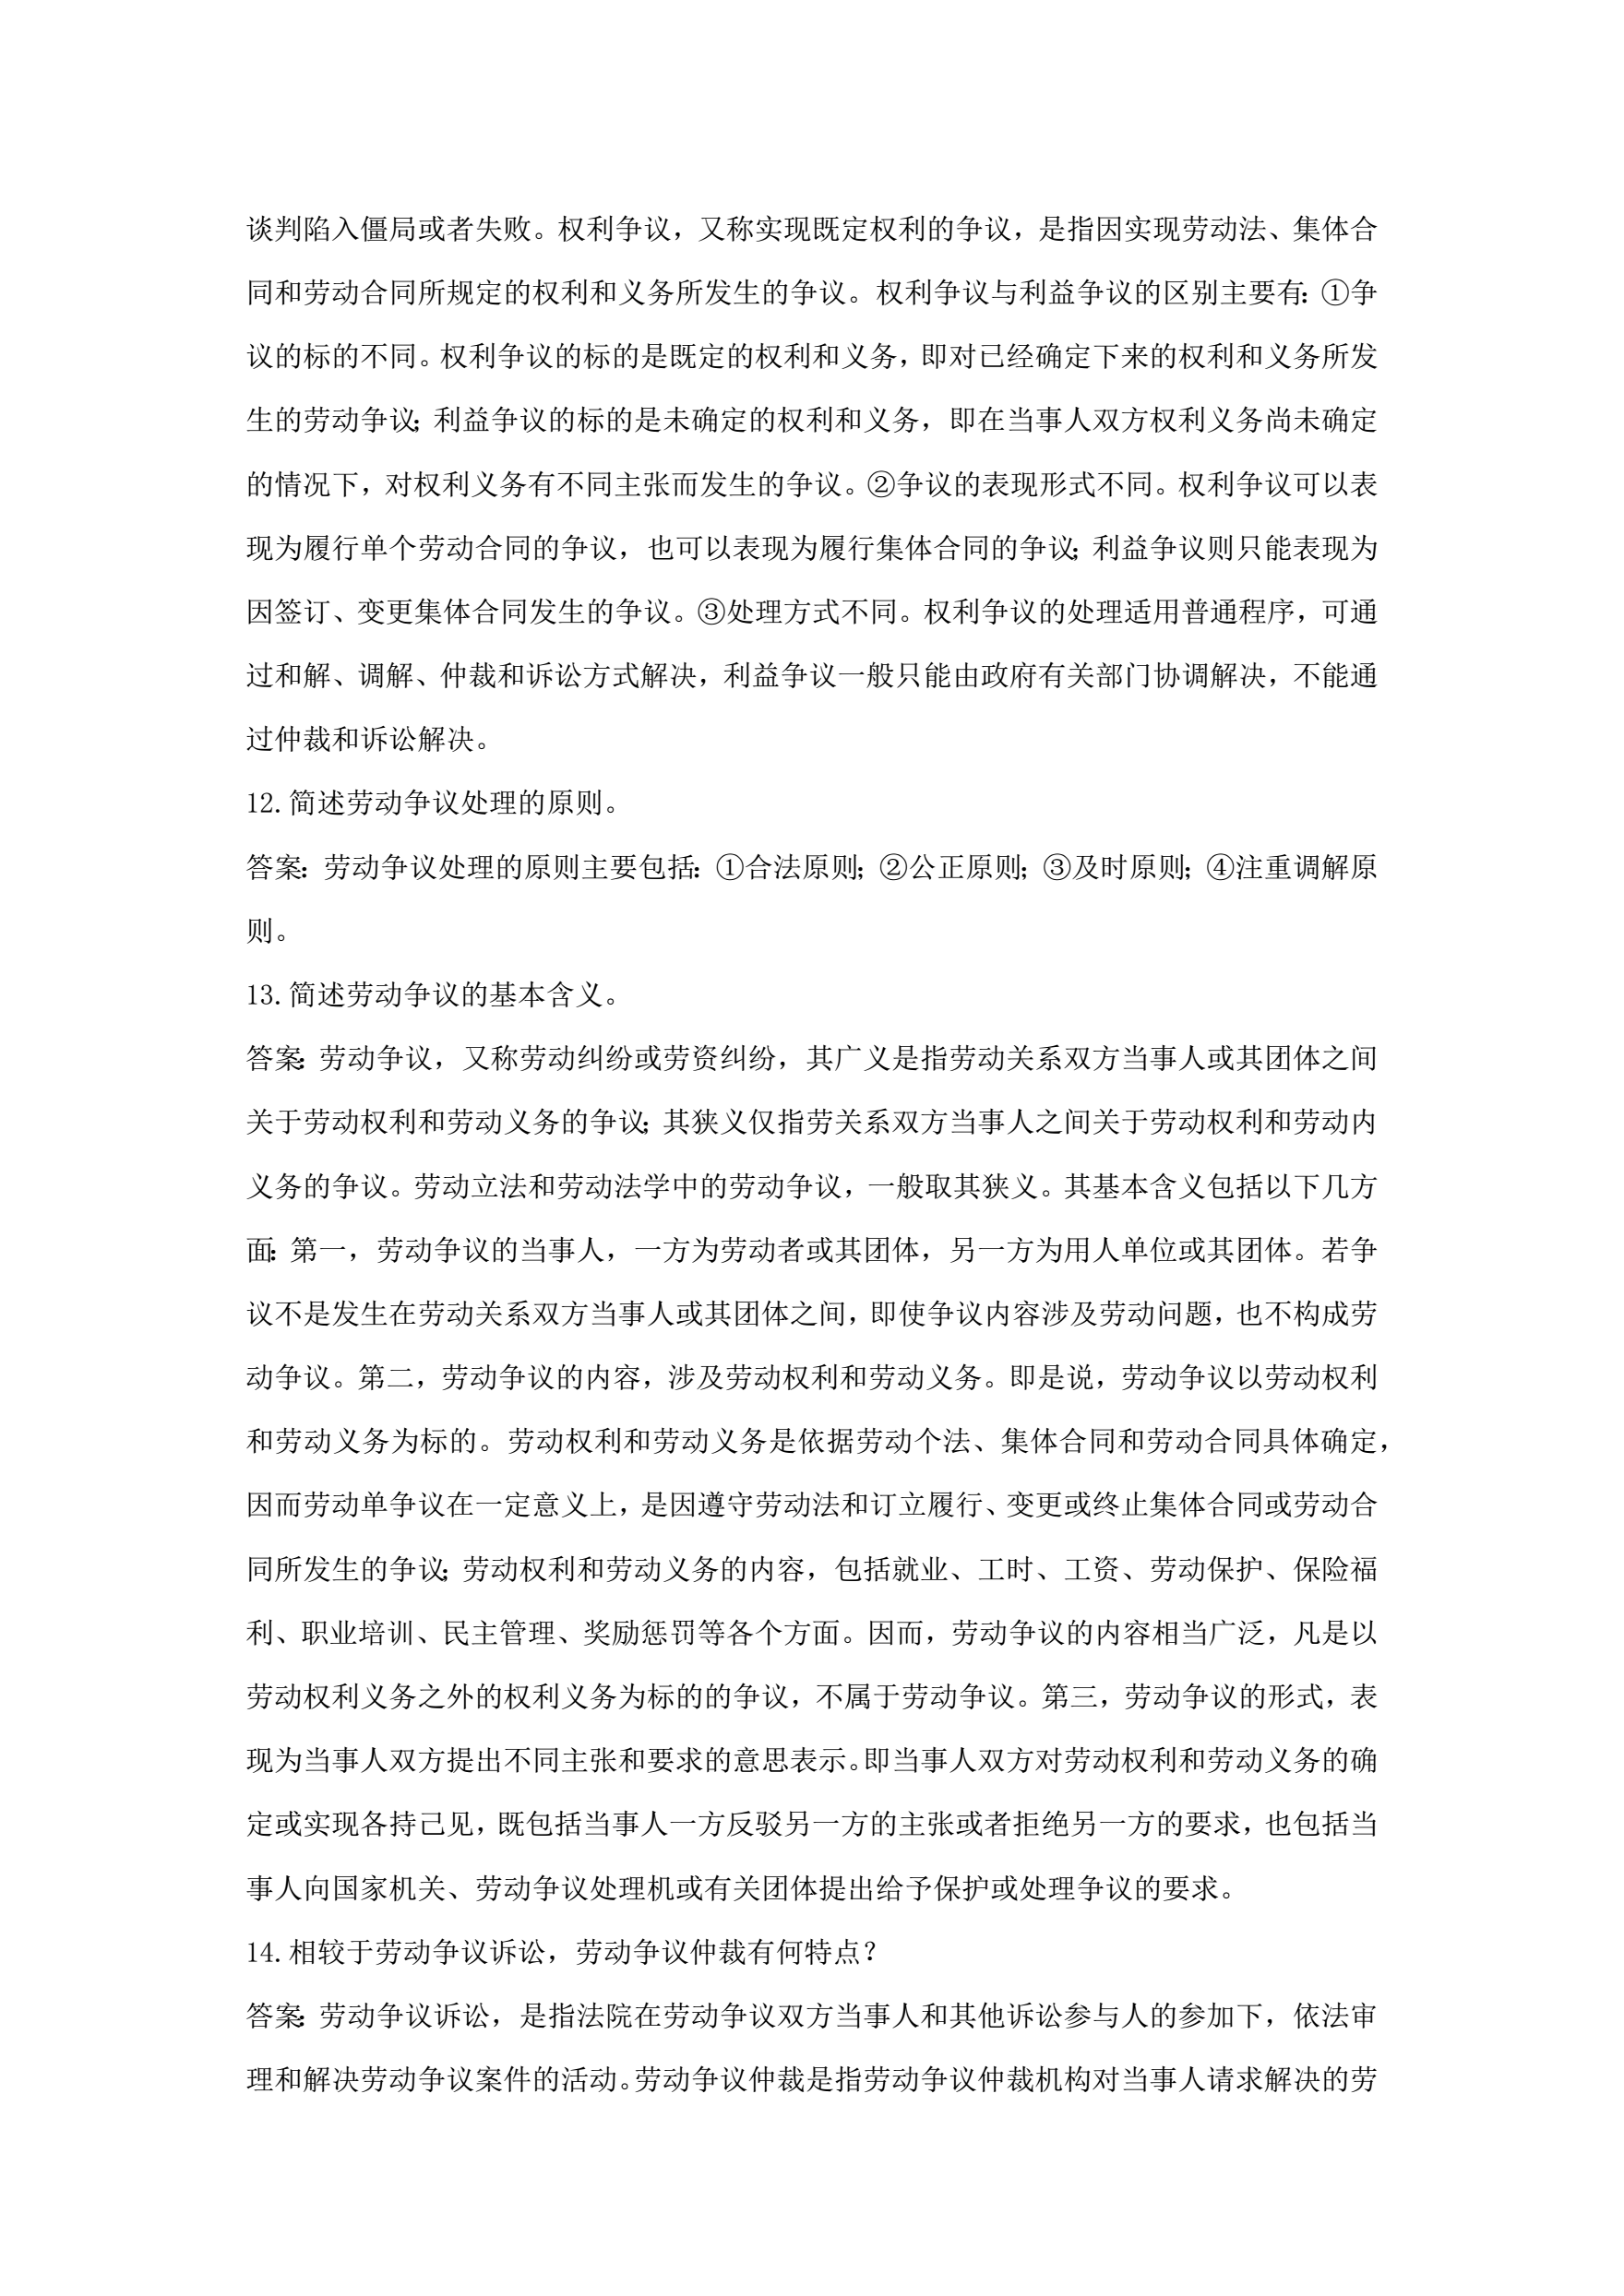 谈判陷入僵局或者失败。权利争议，又称实现既定权利的争议，是指因实现劳动法、集体合
同和劳动合同所规定的权利和义务所发生的争议。权利争议与利益争议的区别主要有：①争
议的标的不同。权利争议的标的是既定的权利和义务，即对已经确定下来的权利和义务所发
生的劳动争议；利益争议的标的是未确定的权利和义务，即在当事人双方权利义务尚未确定
的情况下，对权利义务有不同主张而发生的争议。②争议的表现形式不同。权利争议可以表
现为履行单个劳动合同的争议，也可以表现为履行集体合同的争议；利益争议则只能表现为
因签订、变更集体合同发生的争议。③处理方式不同。权利争议的处理适用普通程序，可通
过和解、调解、仲裁和诉讼方式解决，利益争议一般只能由政府有关部门协调解决，不能通
过仲裁和诉讼解决。
12.简述劳动争议处理的原则。
答案：劳动争议处理的原则主要包括：①合法原则；②公正原则；③及时原则；④注重调解原
则。
13.简述劳动争议的基本含义。
答案：劳动争议，又称劳动纠纷或劳资纠纷，其广义是指劳动关系双方当事人或其团体之间
关于劳动权利和劳动义务的争议；其狭义仅指劳关系双方当事人之间关于劳动权利和劳动内
义务的争议。劳动立法和劳动法学中的劳动争议，一般取其狭义。其基本含义包括以下几方
面：第一，劳动争议的当事人，一方为劳动者或其团体，另一方为用人单位或其团体。若争
议不是发生在劳动关系双方当事人或其团体之间，即使争议内容涉及劳动问题，也不构成劳
动争议。第二，劳动争议的内容，涉及劳动权利和劳动义务。即是说，劳动争议以劳动权利
和劳动义务为标的。劳动权利和劳动义务是依据劳动个法、集体合同和劳动合同具体确定，
因而劳动单争议在一定意义上，是因遵守劳动法和订立履行、变更或终止集体合同或劳动合
同所发生的争议；劳动权利和劳动义务的内容，包括就业、工时、工资、劳动保护、保险福
利、职业培训、民主管理、奖励惩罚等各个方面。因而，劳动争议的内容相当广泛，凡是以
劳动权利义务之外的权利义务为标的的争议，不属于劳动争议。第三，劳动争议的形式，表
现为当事人双方提出不同主张和要求的意思表示。即当事人双方对劳动权利和劳动义务的确
定或实现各持己见，既包括当事人一方反驳另一方的主张或者拒绝另一方的要求，也包括当
事人向国家机关、劳动争议处理机或有关团体提出给予保护或处理争议的要求。
14.相较于劳动争议诉讼，劳动争议仲裁有何特点？
答案：劳动争议诉讼，是指法院在劳动争议双方当事人和其他诉讼参与人的参加下，依法审
理和解决劳动争议案件的活动。劳动争议仲裁是指劳动争议仲裁机构对当事人请求解决的劳